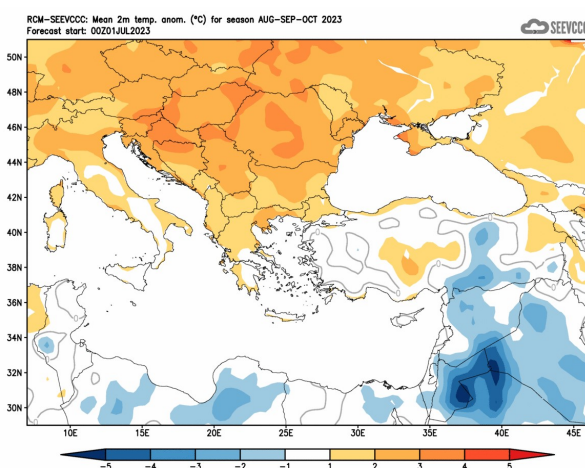 RCM-SEEVCCC: Mean 2m temp. anom. (°C) for season AUG-SEP-OCT 2023
Forecast start: 00Z01JUL2023
SEEVCCC
50N
48N
46N
44N
42N
40N
38N
36N
34N
32N
30N
10E 15E 20E 25E 30E 35E 40E 45E
-5 -4 -3 -2 -1 1 2 3 4 5